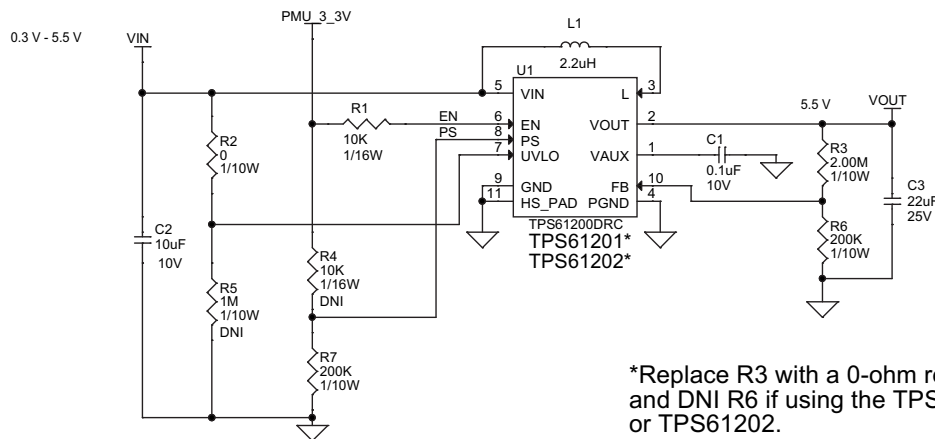 PMU_3_3V
0.3 V - 5.5 V
VIN
L1
2.2uH
U1
5
VIN
L
3
R1
10K
1/16W
EN
6
EN
PS
8
PS
7
UVLO
VOUT
2
5.5 V
VOUT
VAUX
1
C1
0.1uF
10V
9
GND
11
HS_PAD
FB
10
PGND
4
R2
0
1/10W
R3
2.00M
1/10W
C3
22uF
25V
TPS61200DRC
TPS61201*
TPS61202*
R6
200K
1/10W
C2
10uF
10V
R4
10K
1/16W
DNI
R5
1M
1/10W
DNI
R7
200K
1/10W
*Replace R3 with a 0-ohm
and DNI R6 if using the
or TPS61202.